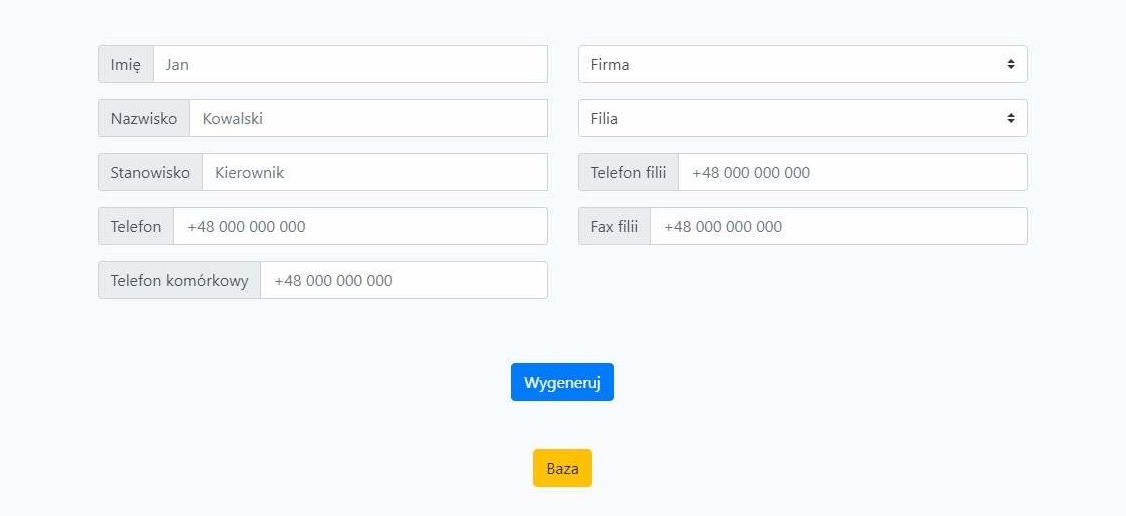 Imię Jan
Nazwisko Kowalski
Stanowisko Kierownik
Telefon +48 000 000 000
Telefon komórkowy +48 000 000 000
Firma
Filia
Telefon filii +48 000 000 000
Fax filii +48 000 000 000
Wygeneruj
Baza